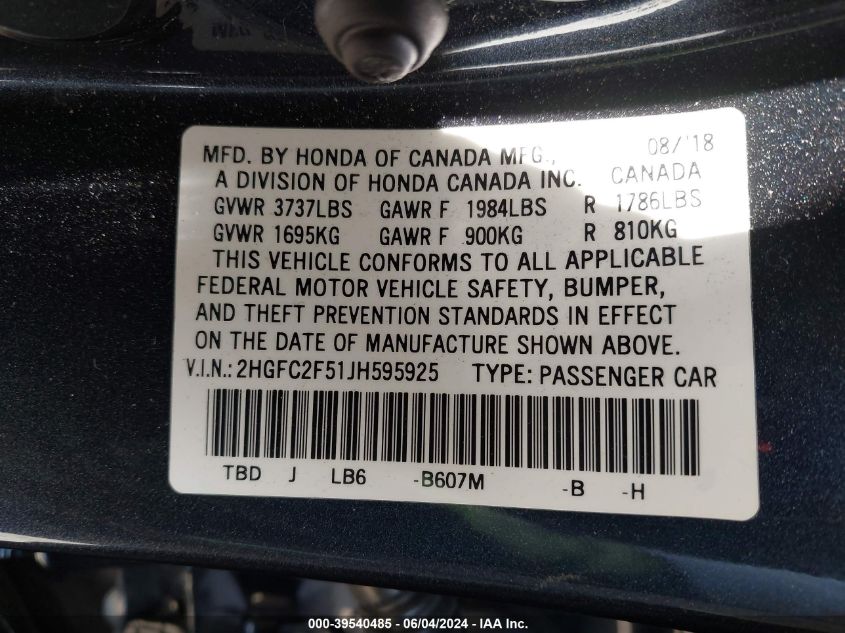 MFD. BY HONDA OF CANADA MFG., 08/'18
A DIVISION OF HONDA CANADA INC. CANADA
GVWR 3737LBS GAWR F 1984LBS R 1786LBS
GVWR 1695KG GAWR F 900KG R 810KG
THIS VEHICLE CONFORMS TO ALL APPLICABLE
FEDERAL MOTOR VEHICLE SAFETY, BUMPER,
AND THEFT PREVENTION STANDARDS IN EFFECT
ON THE DATE OF MANUFACTURE SHOWN ABOVE.
V.I.N.: 2HGFC2F51JH595925 TYPE: PASSENGER CAR
TBD J LB6 -B607M -B -H
000-39540485 - 06/04/2024 - IAA Inc.